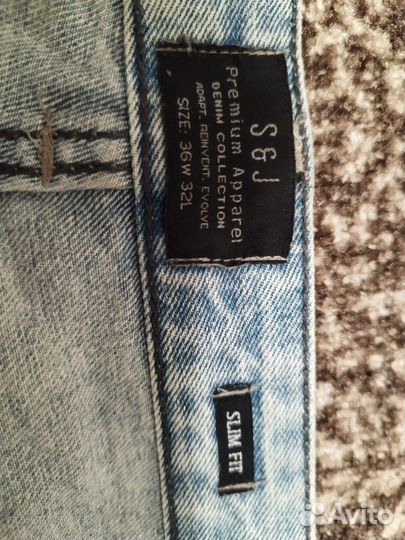 S & J
Premium Apparel
DENIM COLLECTION
ADAPT, REINVENT, EVOLVE
SIZE: 36W 32L
SLIM FIT
Avito